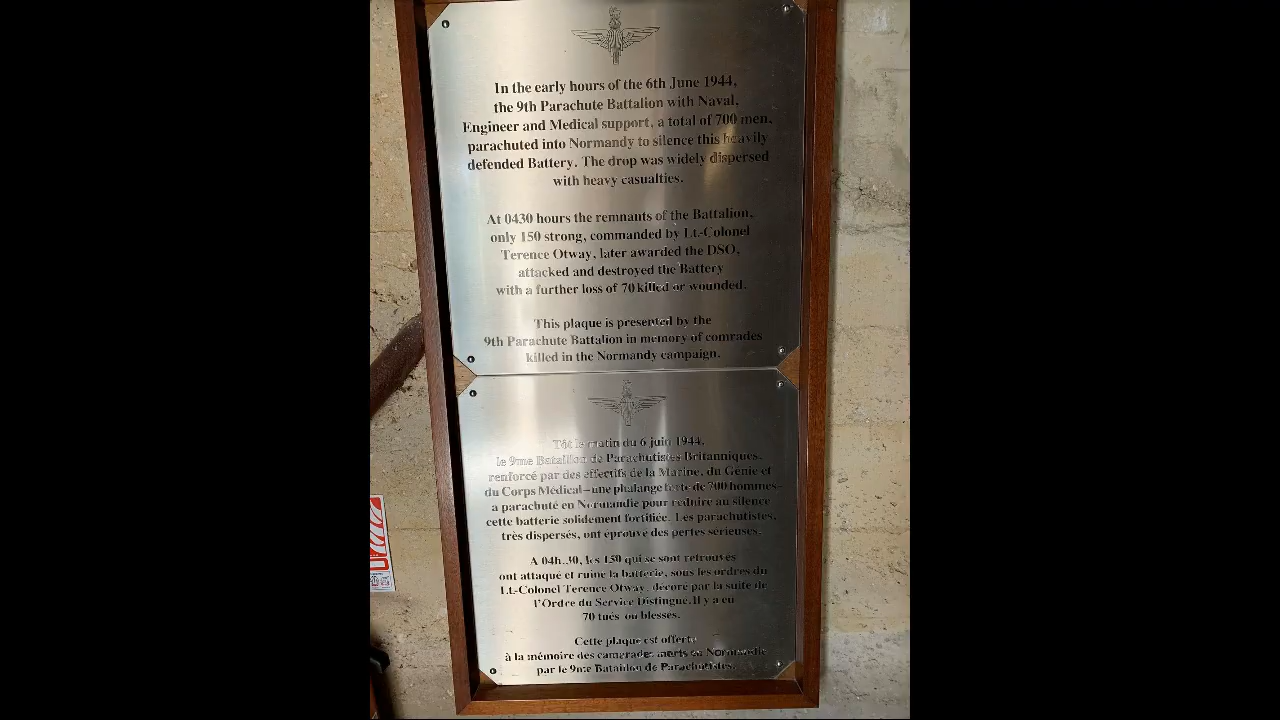 In the early hours of the 6th June 1944,
the 9th Parachute Battalion with Naval,
Engineer and Medical support, a total of 700 men,
parachuted into Normandy to silence this heavily
defended Battery. The drop was widely dispersed
with heavy casualties.
At 0430 hours the remnants of the Battalion,
only 150 strong, commanded by Lt.-Colonel
Terence Otway, later awarded the DSO,
attacked and destroyed the Battery
with a further loss of 70 killed or wounded.
This plaque is presented by the
9th Parachute Battalion in memory of comrades
killed in the Normandy campaign.
Tôt le matin du 6 juin 1944,
le 9me Bataillon de Parachutistes Britanniques,
renforcé par des effectifs de la Marine, du Génie et
du Corps Médical – une phalange forte de 700 hommes –
a parachuté en Normandie pour réduire au silence
cette batterie solidement fortifiée. Les parachutistes,
très dispersés, ont éprouvé des pertes sérieuses.
A 04h.30, les 150 qui se sont retrouvés
ont attaqué et ruiné la batterie, sous les ordres du
Lt.-Colonel Terence Otway, décoré par la suite de
l'Ordre du Service Distingué. Il y a eu
70 tués ou blessés.
Cette plaque est offerte
à la mémoire des camarades morts en Normandie
par le 9me Bataillon de Parachutistes.